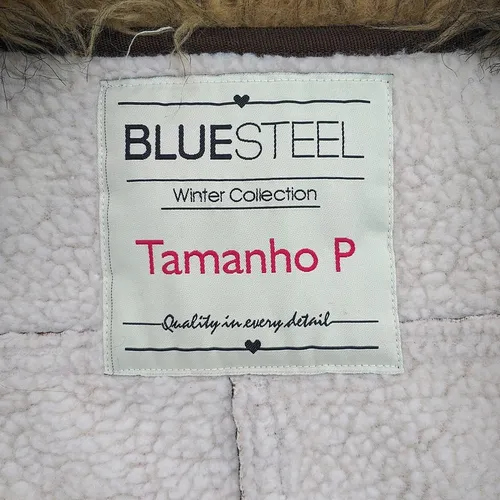 BLUESTEEL
Winter Collection
Tamanho P
Quality in every detail